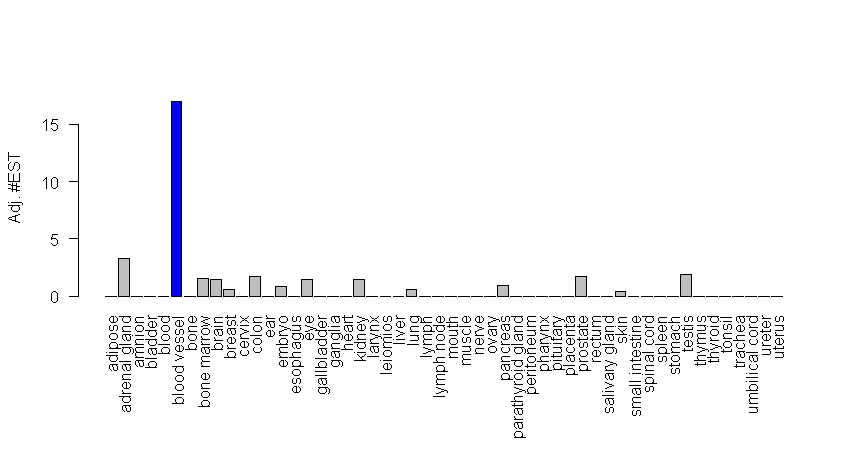 Adj. #EST
15
10
5
0
adipose
adrenal gland
amnion
bladder
blood
blood vessel
bone
bone marrow
brain
breast
cervix
colon
ear
embryo
esophagus
eye
gallbladder
ganglia
heart
kidney
larynx
leiomios
liver
lung
lymph
lymph node
mouth
muscle
nerve
ovary
pancreas
parathyroid gland
peritoneum
pharynx
pituitary
placenta
prostate
rectum
salivary gland
skin
small intestine
spinal cord
spleen
stomach
testis
thymus
thyroid
tonsil
trachea
umbilical cord
ureter
uterus